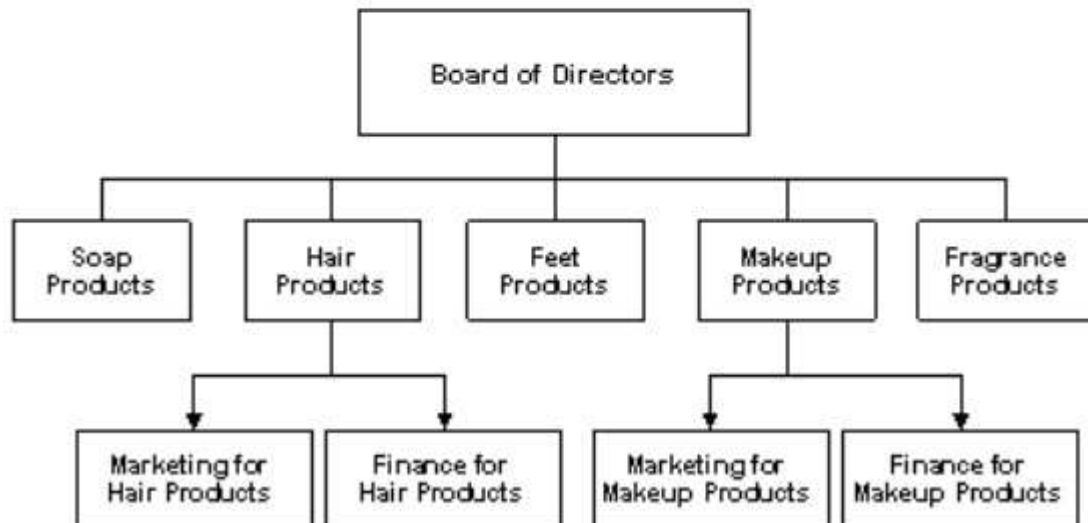 Board of Directors
Soap
Products
Hair
Products
Feet
Products
Makeup
Products
Fragrance
Products
Marketing for
Hair Products
Finance for
Hair Products
Marketing for
Makeup Products
Finance for
Makeup Products